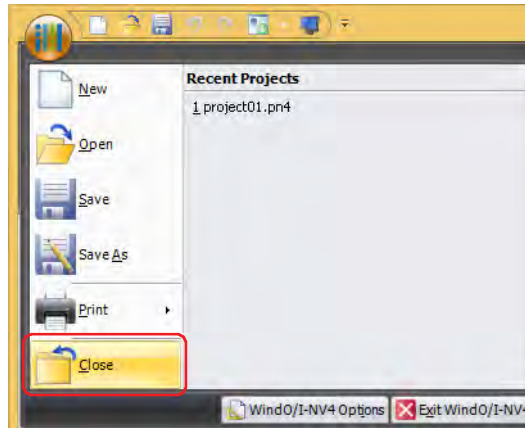 New
Open
Save
Save As
Print
Close
Recent Projects
1 project01.pn4
WindO/I-NV4 Options
Exit WindO/I-NV4